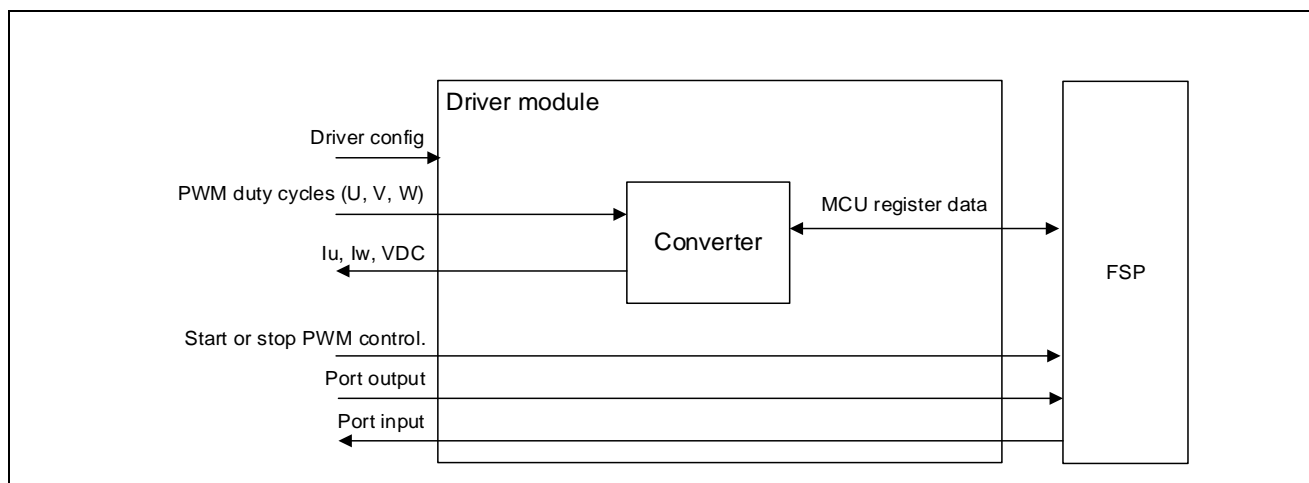 Driver module
Driver config
PWM duty cycles (U, V, W)
MCU register data
Converter
Iu, Iw, VDC
FSP
Start or stop PWM control.
Port output
Port input